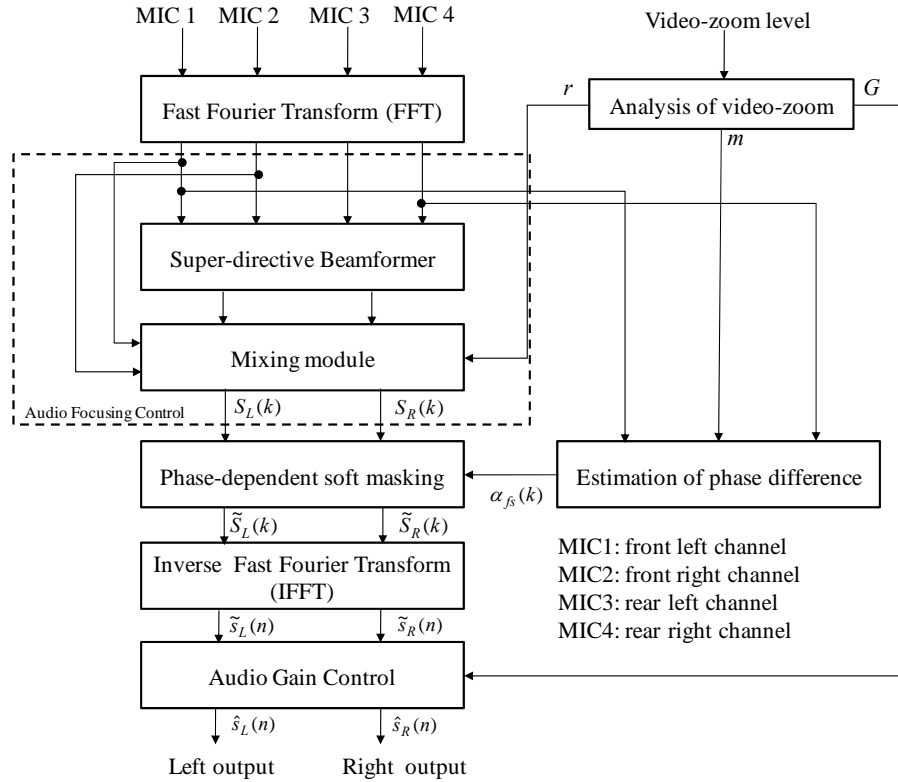 MIC 1 MIC 2 MIC 3 MIC 4
Video-zoom level
Fast Fourier Transform (FFT)
r
Analysis of video-zoom
G
m
Super-directive Beamformer
Mixing module
Audio Focusing Control
S_L(k)
S_R(k)
Phase-dependent soft masking
α_fs(k)
Estimation of phase difference
S̃_L(k)
S̃_R(k)
Inverse Fast Fourier Transform
(IFFT)
MIC1: front left channel
MIC2: front right channel
MIC3: rear left channel
MIC4: rear right channel
s̃_L(n)
s̃_R(n)
Audio Gain Control
ŝ_L(n)
ŝ_R(n)
Left output
Right output